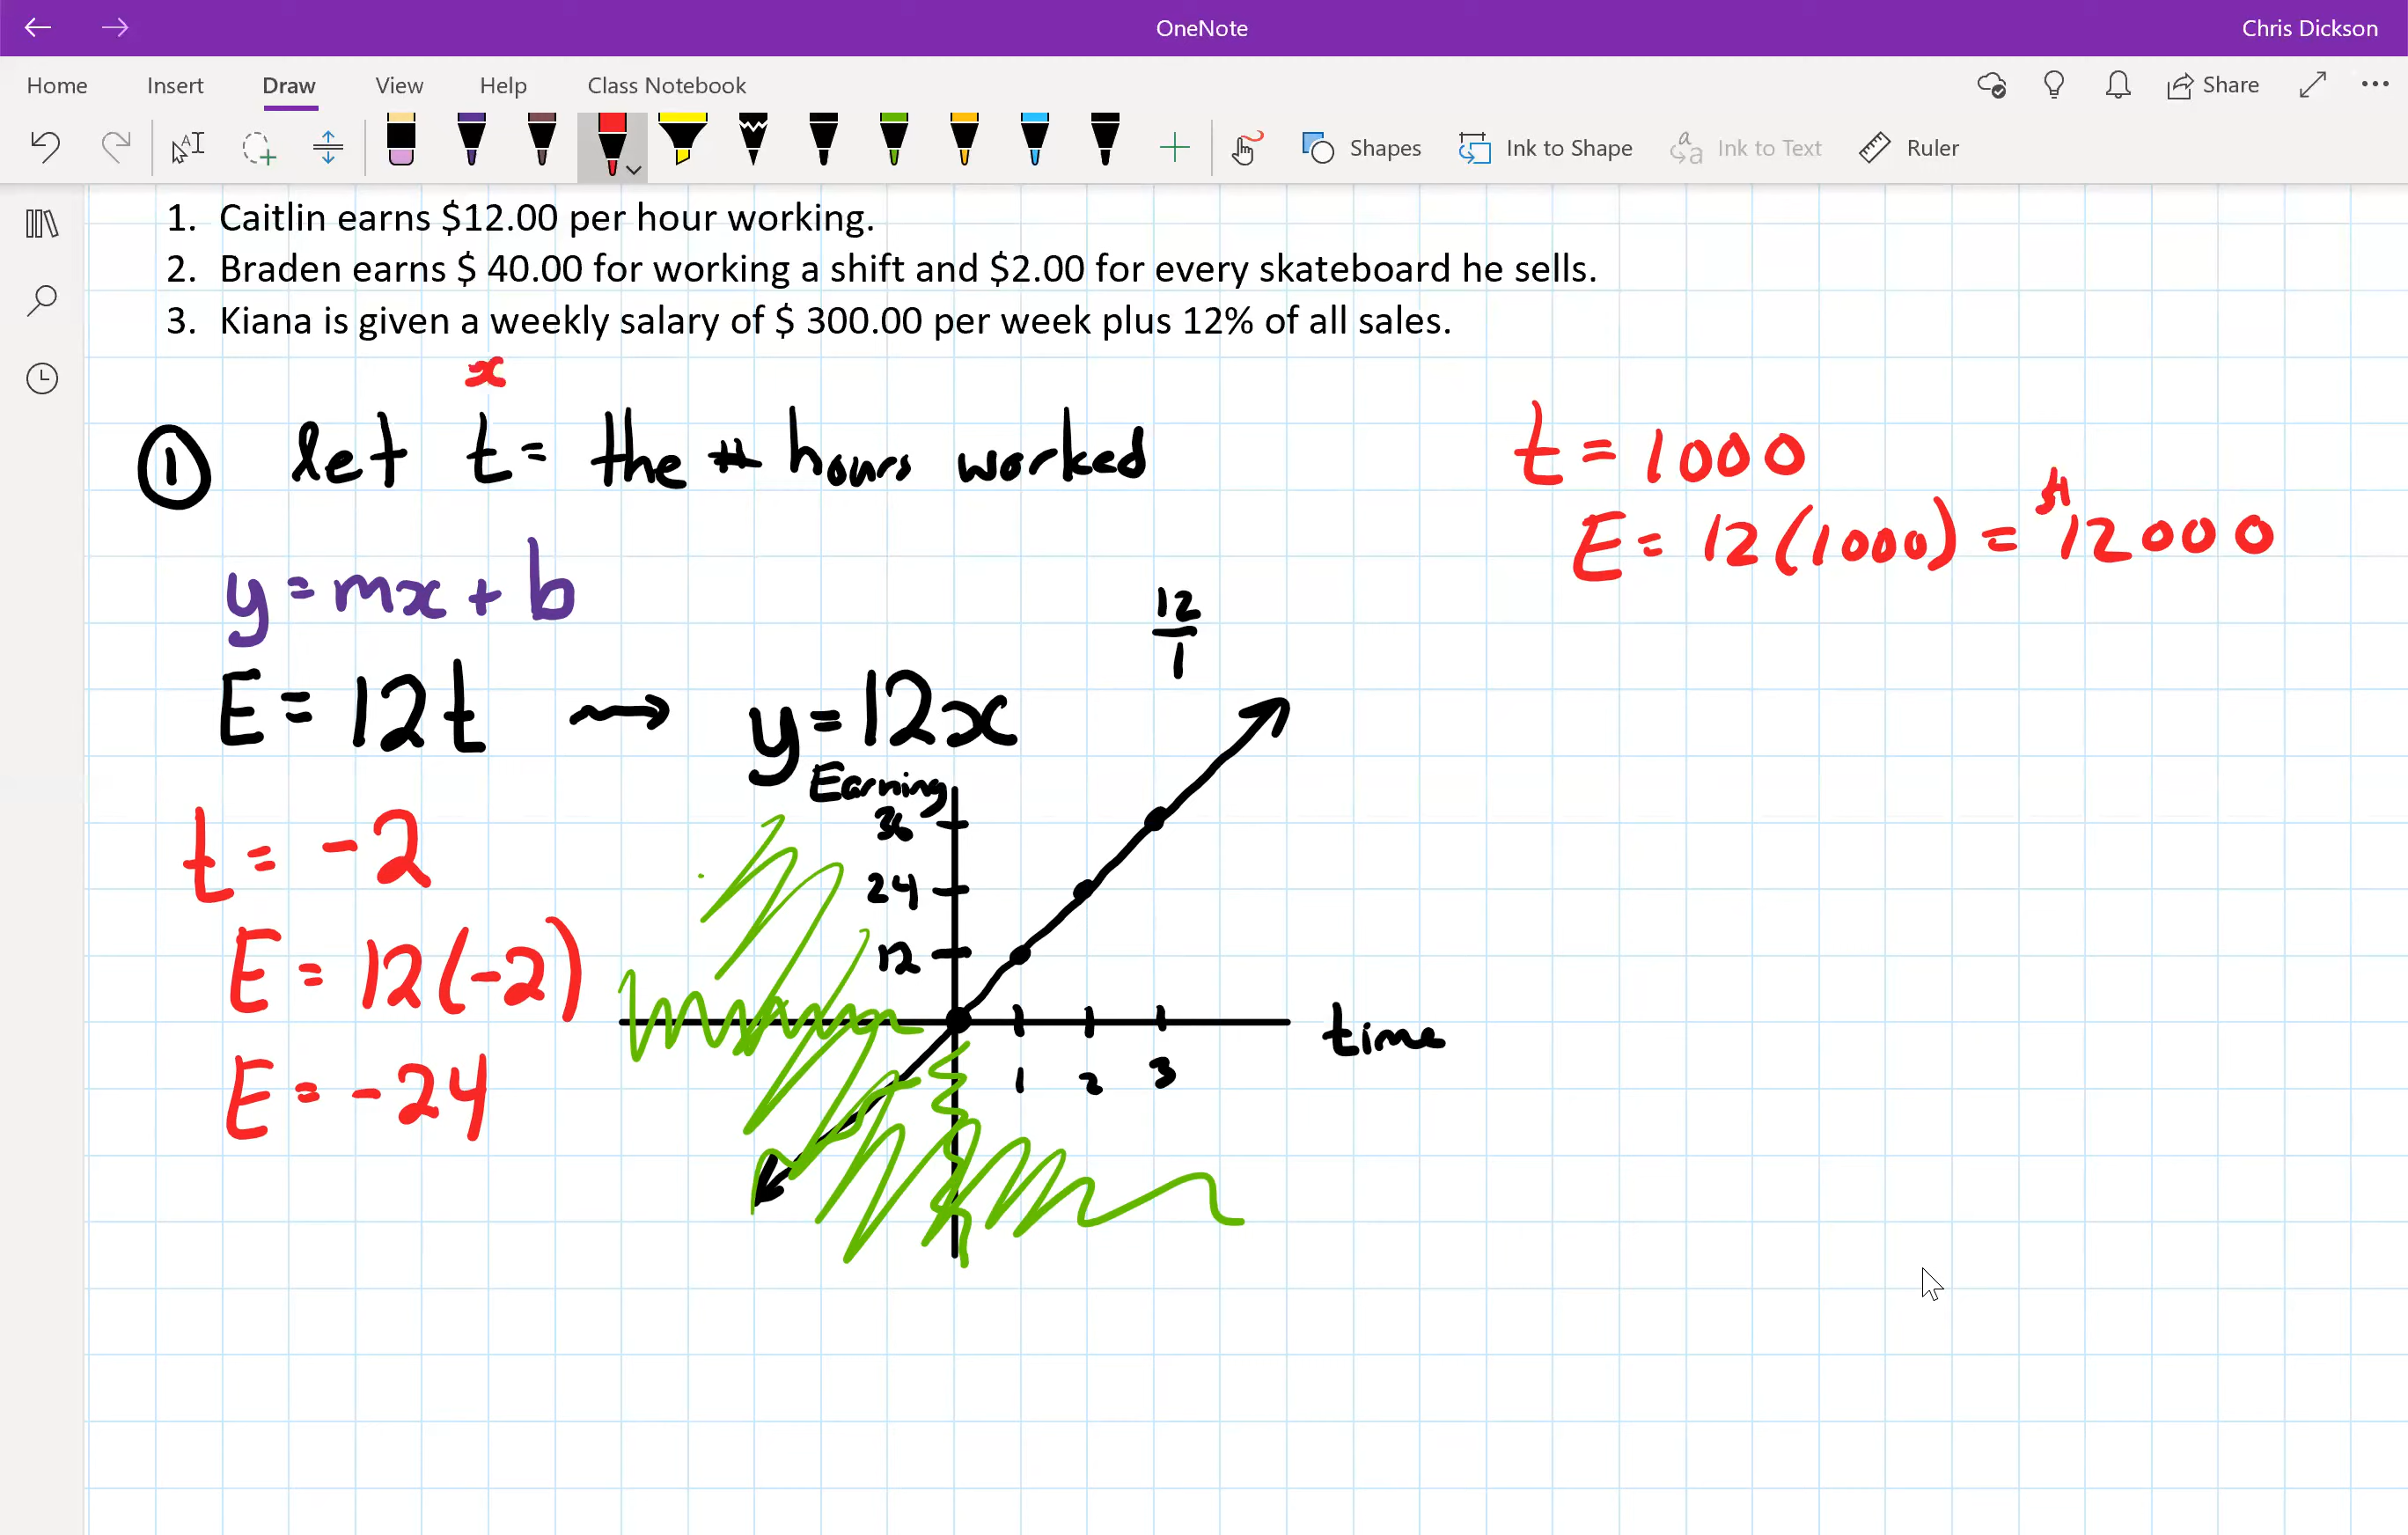 OneNote
Chris Dickson
Home Insert Draw View Help Class Notebook Share
Shapes Ink to Shape Ink to Text Ruler
1. Caitlin earns $12.00 per hour working.
2. Braden earns $ 40.00 for working a shift and $2.00 for every skateboard he sells.
3. Kiana is given a weekly salary of $ 300.00 per week plus 12% of all sales.
x
① let t = the # hours worked
t = 1000
E = 12(1000) = $12000
y = mx + b
12/1
E = 12t → y = 12x
Earning
36
24
12
time
1 2 3
t = -2
E = 12(-2)
E = -24